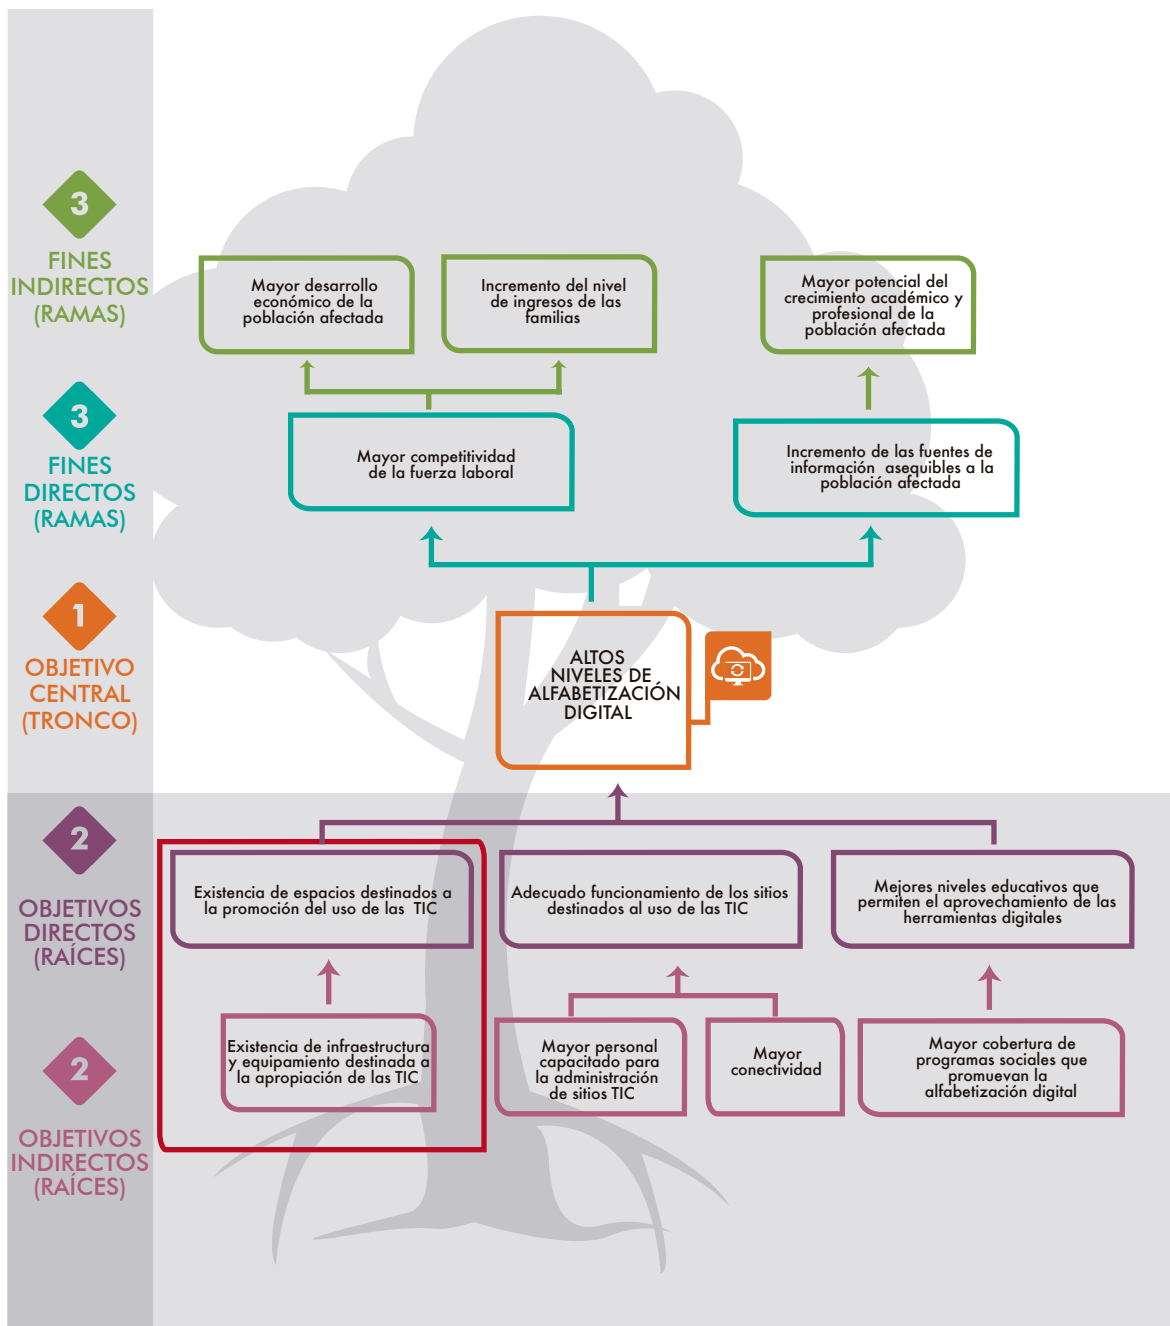 3
FINES
INDIRECTOS
(RAMAS)
Mayor desarrollo
económico de la
población afectada
Incremento del nivel
de ingresos de las
familias
Mayor potencial del
crecimiento académico y
profesional de la
población afectada
3
FINES
DIRECTOS
(RAMAS)
Mayor competitividad
de la fuerza laboral
Incremento de las fuentes de
información asequibles a la
población afectada
1
OBJETIVO
CENTRAL
(TRONCO)
ALTOS
NIVELES DE
ALFABETIZACIÓN
DIGITAL
2
OBJETIVOS
DIRECTOS
(RAÍCES)
Existencia de espacios destinados a
la promoción del uso de las TIC
Adecuado funcionamiento de los sitios
destinados al uso de las TIC
Mejores niveles educativos que
permiten el aprovechamiento de las
herramientas digitales
2
OBJETIVOS
INDIRECTOS
(RAÍCES)
Existencia de infraestructura
y equipamiento destinada a
la apropiación de las TIC
Mayor personal
capacitado para
la administración
de sitios TIC
Mayor
conectividad
Mayor cobertura de
programas sociales que
promuevan la
alfabetización digital